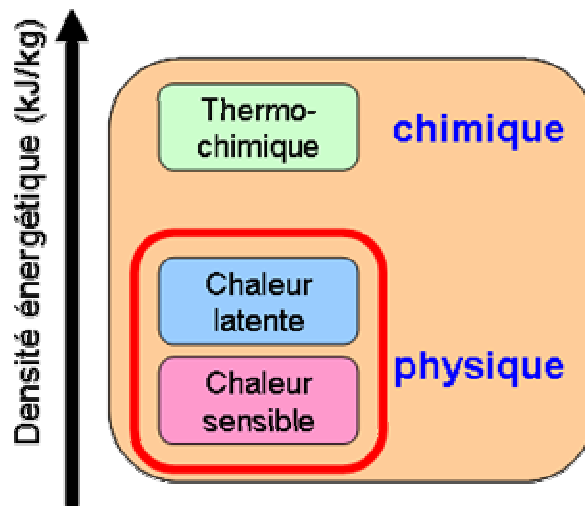 Densité énergétique (kJ/kg)
Thermo-
chimique
chimique
Chaleur
latente
Chaleur
sensible
physique